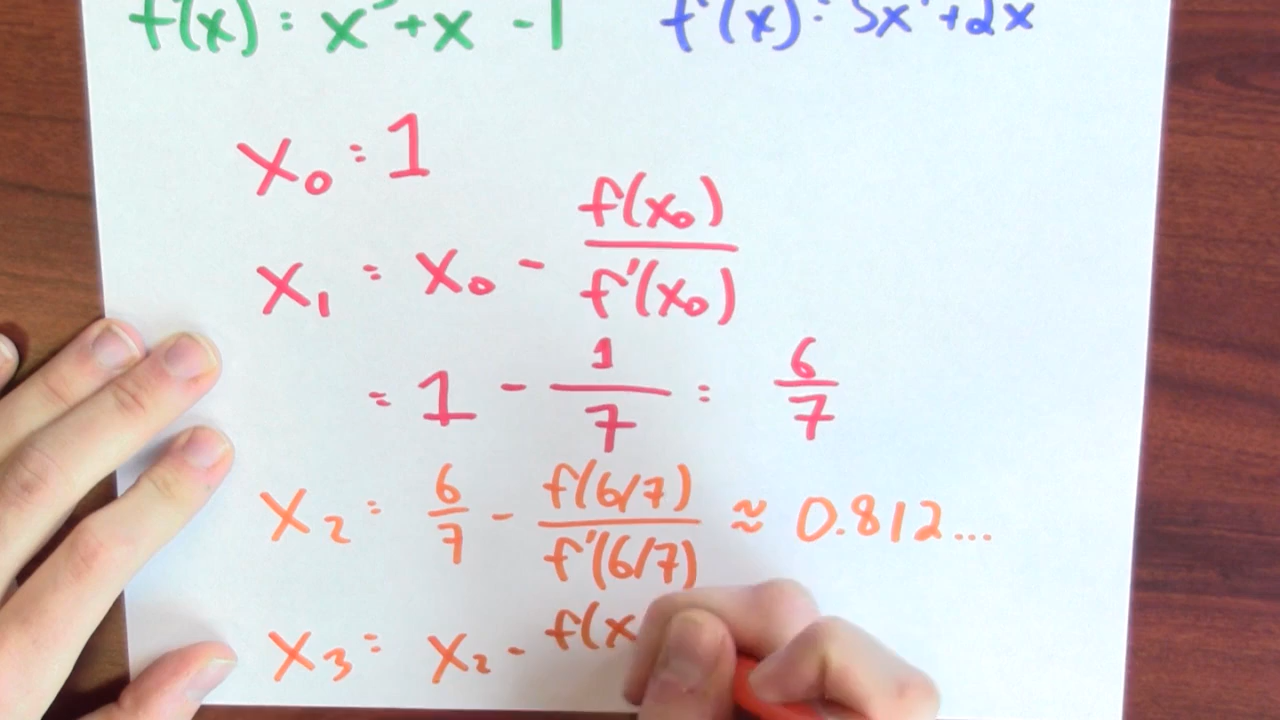 f(x) = x + x - 1 f'(x) = 5x + 2x
x₀ = 1
x₁ = x₀ - f(x₀)/f'(x₀)
= 1 - 1/7 = 6/7
x₂ = 6/7 - f(6/7)/f'(6/7) ≈ 0.812...
x₃ = x₂ - f(x